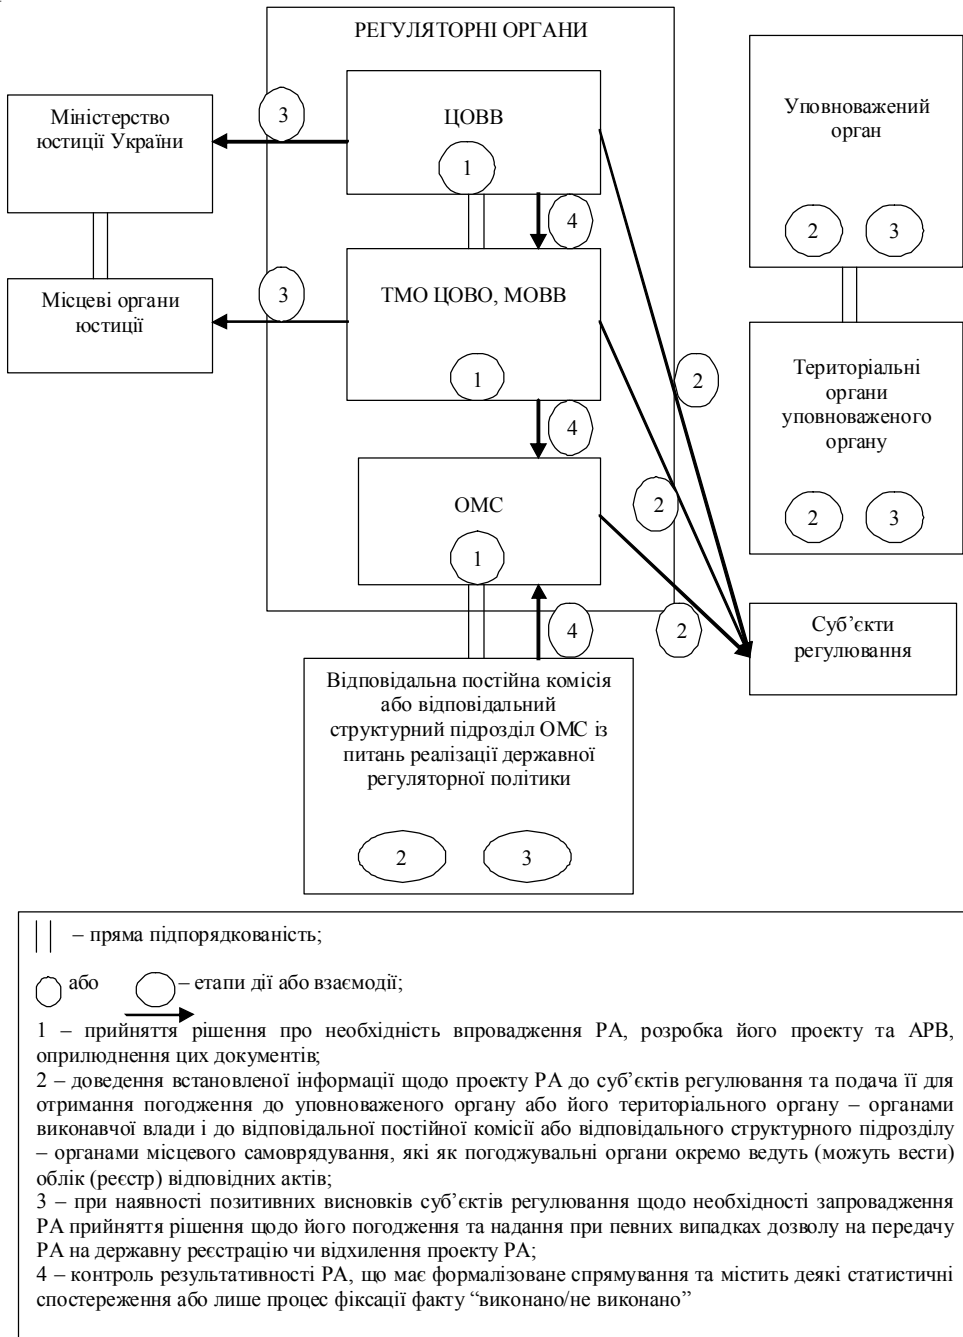 РЕГУЛЯТОРНІ ОРГАНИ
ЦОВВ
1
3
Міністерство
юстиції України
Уповноважений
орган
2
3
4
ТМО ЦОВО, МОВВ
1
3
Місцеві органи
юстиції
2
Територіальні
органи
уповноваженого
органу
2
3
4
ОМС
1
2
4
2
Суб’єкти
регулювання
Відповідальна постійна комісія
або відповідальний
структурний підрозділ ОМС із
питань реалізації державної
регуляторної політики
2
3
– пряма підпорядкованість;
або – етапи дії або взаємодії;
1 – прийняття рішення про необхідність впровадження РА, розробка його проекту та АРВ,
оприлюднення цих документів;
2 – доведення встановленої інформації щодо проекту РА до суб’єктів регулювання та подача її для
отримання погодження до уповноваженого органу або його територіального органу – органами
виконавчої влади і до відповідальної постійної комісії або відповідального структурного підрозділу
– органами місцевого самоврядування, які як погоджувальні органи окремо ведуть (можуть вести)
облік (реєстр) відповідних актів;
3 – при наявності позитивних висновків суб’єктів регулювання щодо необхідності запровадження
РА прийняття рішення щодо його погодження та надання при певних випадках дозволу на передачу
РА на державну реєстрацію чи відхилення проекту РА;
4 – контроль результативності РА, що має формалізоване спрямування та містить деякі статистичні
спостереження або лише процес фіксації факту “виконано/не виконано”